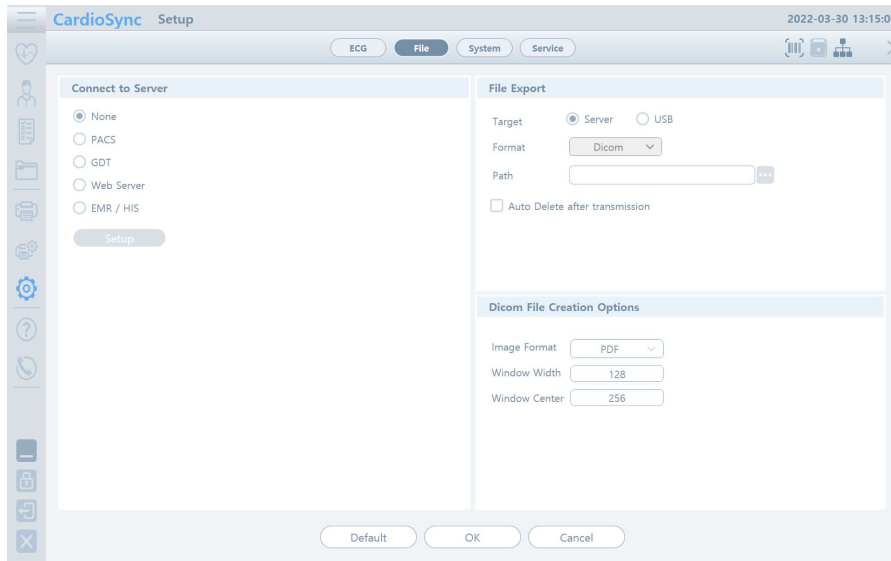 CardioSync Setup 2022-03-30 13:15:0
ECG File System Service
Connect to Server
None
PACS
GDT
Web Server
EMR / HIS
Setup
File Export
Target Server USB
Format Dicom
Path
Auto Delete after transmission
Dicom File Creation Options
Image Format PDF
Window Width 128
Window Center 256
Default OK Cancel